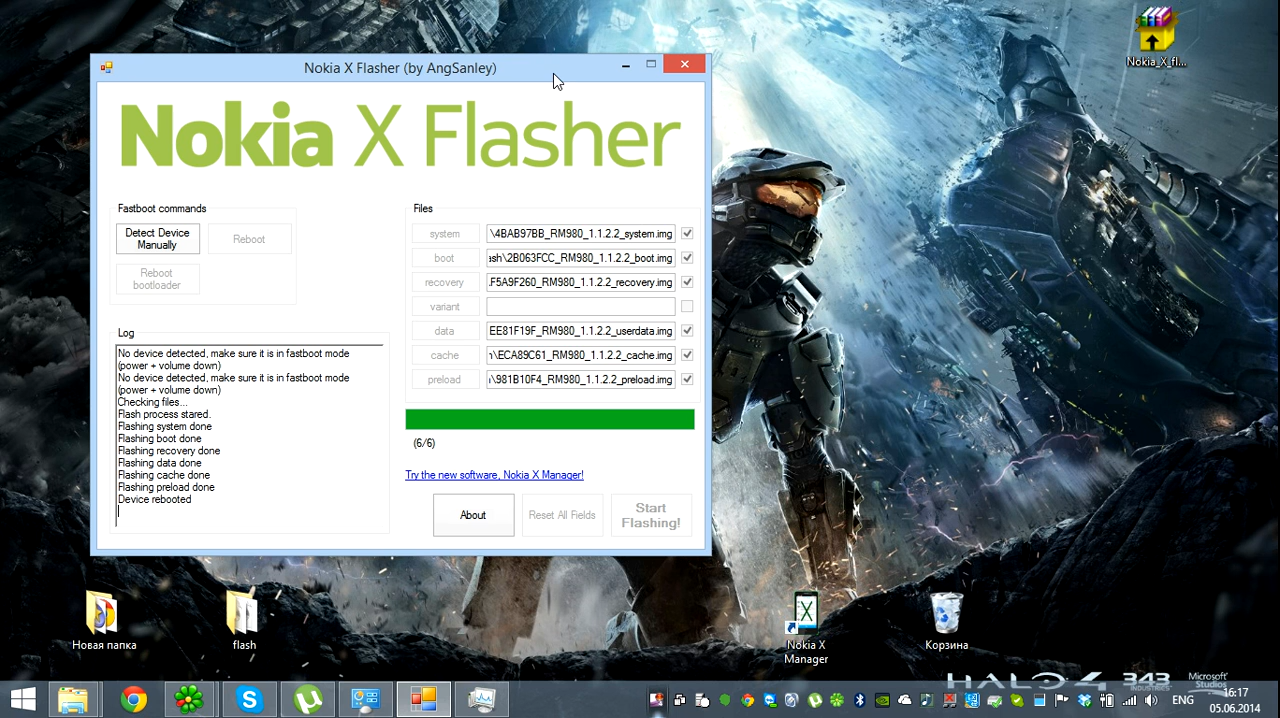 Nokia_X_fl...
Nokia X Flasher (by AngSanley)
Nokia X Flasher
Fastboot commands
Detect Device
Manually
Reboot
Reboot
bootloader
Files
system
\4BAB97BB_RM980_1.1.2.2_system.img
boot
ash\2B063FCC_RM980_1.1.2.2_boot.img
recovery
F5A9F260_RM980_1.1.2.2_recovery.img
variant
data
EE81F19F_RM980_1.1.2.2_userdata.img
cache
\ECA89C61_RM980_1.1.2.2_cache.img
preload
\981B10F4_RM980_1.1.2.2_preload.img
Log
No device detected, make sure it is in fastboot mode
(power + volume down)
No device detected, make sure it is in fastboot mode
(power + volume down)
Checking files...
Flash process stared.
Flashing system done
Flashing boot done
Flashing recovery done
Flashing data done
Flashing cache done
Flashing preload done
Device rebooted
(6/6)
Try the new software, Nokia X Manager!
About
Reset All Fields
Start
Flashing!
Новая папка
flash
Nokia X
Manager
Корзина
HALO 4
343
INDUSTRIES
Microsoft
Studios
ENG
16:17
05.06.2014